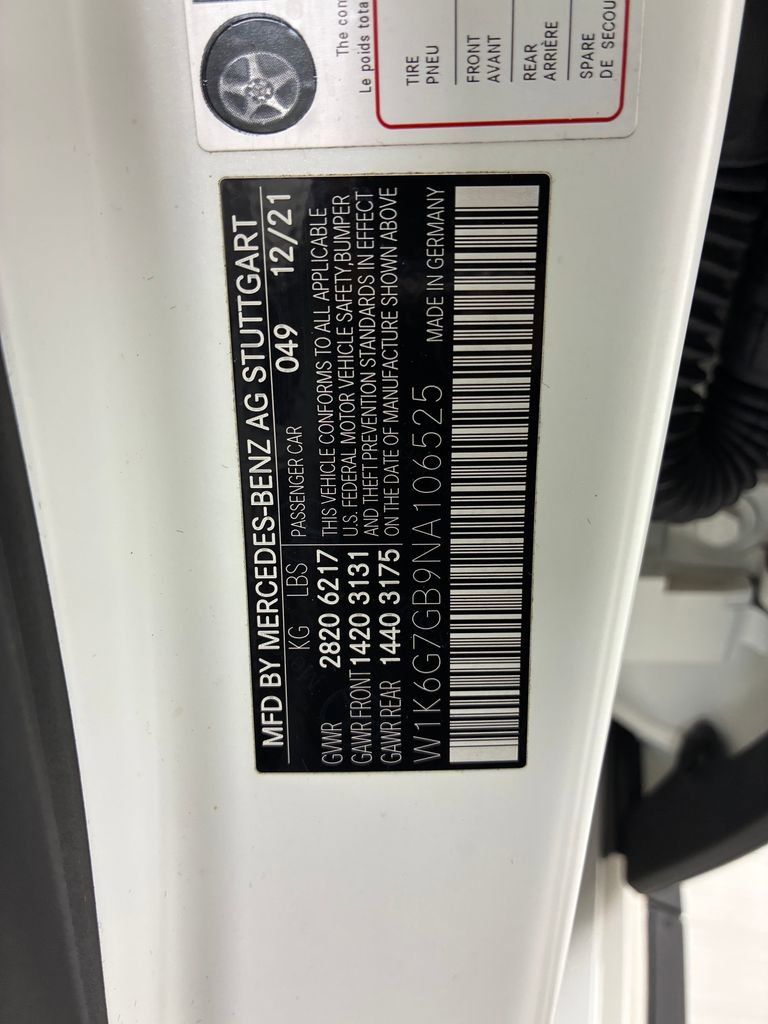 MFD BY MERCEDES-BENZ AG STUTTGART
KG LBS PASSENGER CAR 049 12/21
GVWR 2820 6217 THIS VEHICLE CONFORMS TO ALL APPLICABLE
GAWR FRONT 1420 3131 U.S. FEDERAL MOTOR VEHICLE SAFETY,BUMPER
GAWR REAR 1440 3175 AND THEFT PREVENTION STANDARDS IN EFFECT
ON THE DATE OF MANUFACTURE SHOWN ABOVE
W1K6G7GB9NA106525 MADE IN GERMANY
The con
Le poids tota
TIRE
PNEU
FRONT
AVANT
REAR
ARRIÈRE
SPARE
DE SECOU